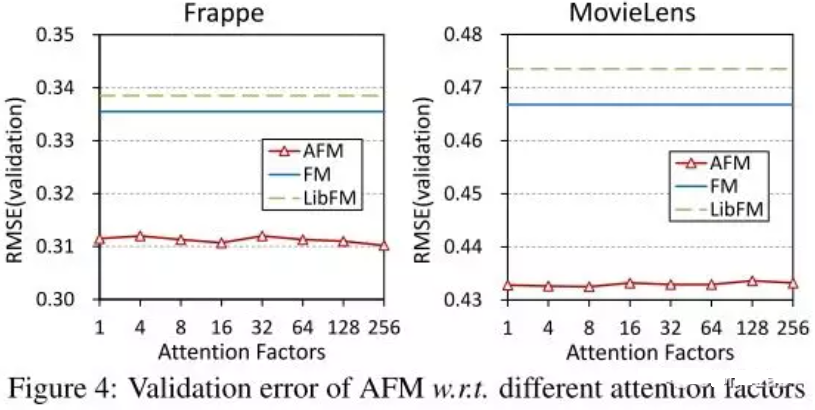 Frappe
RMSE(validation)
0.35
0.34
0.33
0.32
0.31
0.30
AFM
FM
LibFM
1 4 8 16 32 64 128 256
Attention Factors
MovieLens
RMSE(validation)
0.48
0.47
0.46
0.45
0.44
0.43
AFM
FM
LibFM
1 4 8 16 32 64 128 256
Attention Factors
Figure 4: Validation error of AFM w.r.t. different attention factors